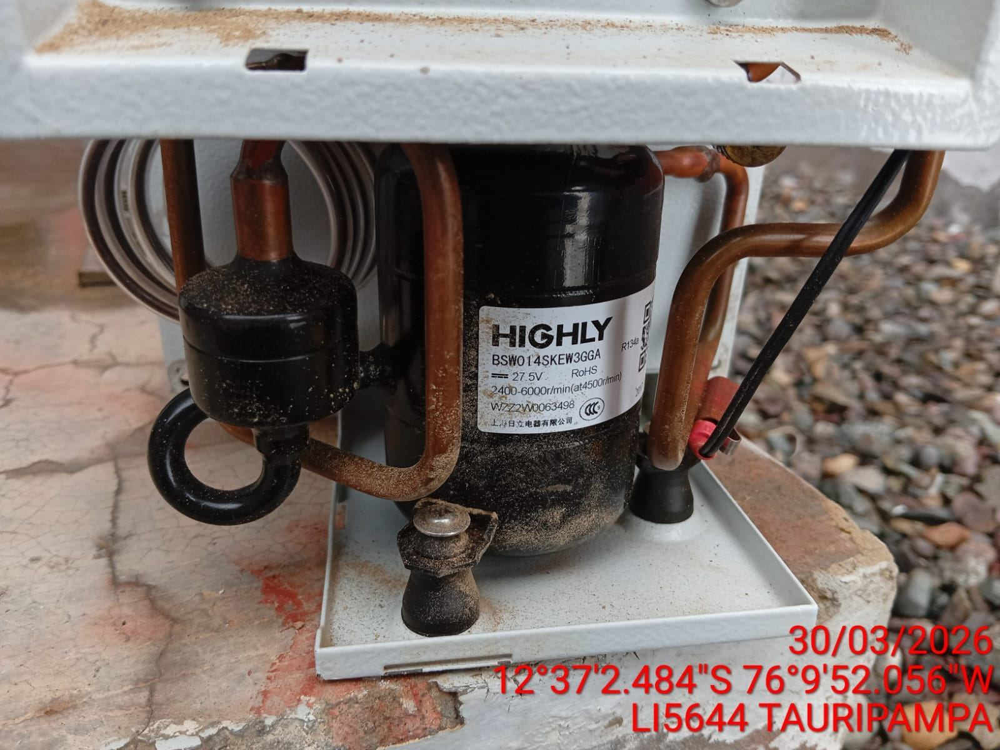 HIGHLY
BSW014SKEW3GGA
R134a
27.5V RoHS
2400-6000r/min(at4500r/min)
WZZ2W0063498
上海日立电器有限公司
30/03/2026
12°37'2.484"S 76°9'52.056"W
LI5644 TAURIPAMPA